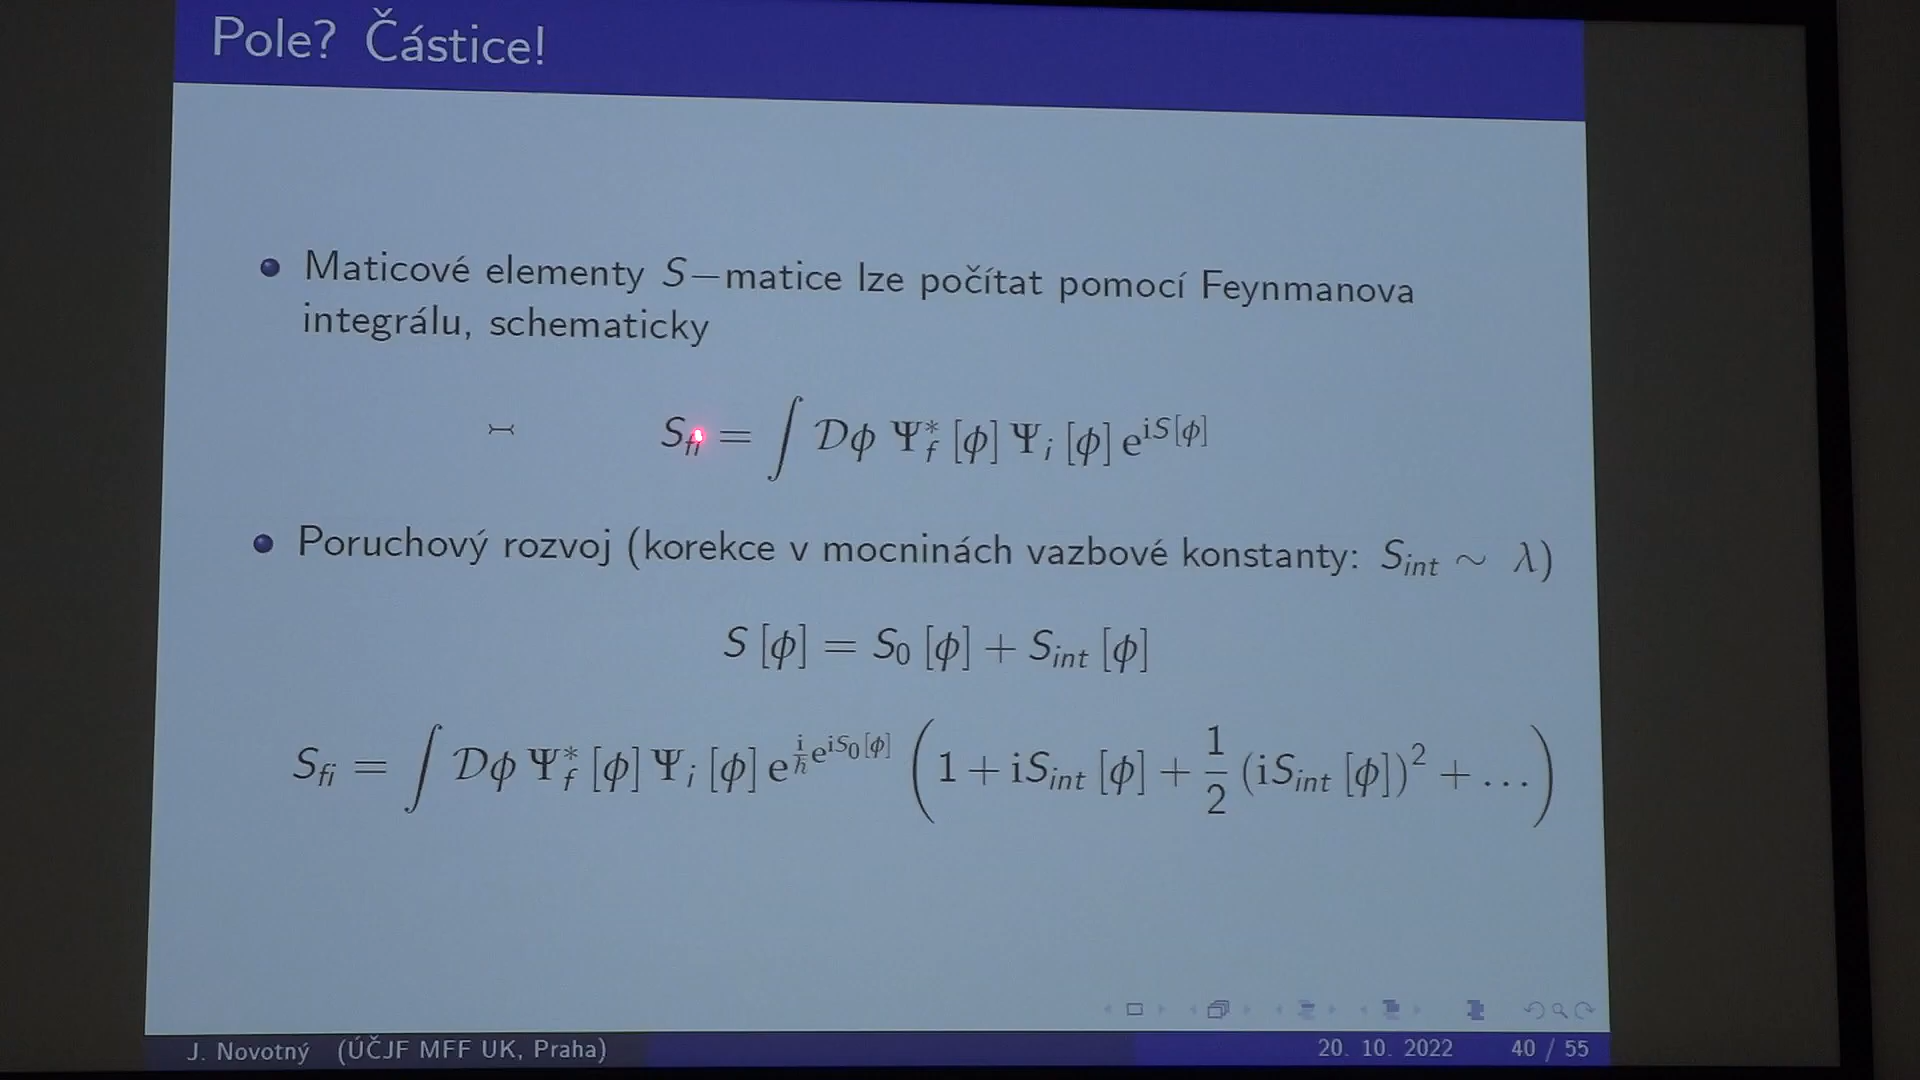 Pole? Částice!
Maticové elementy S−matice lze počítat pomocí Feynmanova
integrálu, schematicky
S_fi = ∫ 𝒟ϕ Ψ*_f [ϕ] Ψ_i [ϕ] e^{iS[ϕ]}
Poruchový rozvoj (korekce v mocninách vazbové konstanty: S_int ∼ λ)
S [ϕ] = S_0 [ϕ] + S_int [ϕ]
S_fi = ∫ 𝒟ϕ Ψ*_f [ϕ] Ψ_i [ϕ] e^{\frac{i}{ℏ} e^{iS_0[ϕ]}} (1 + iS_int [ϕ] + \frac{1}{2} (iS_int [ϕ])^2 + …)
J. Novotný (ÚČJF MFF UK, Praha) 20. 10. 2022 40 / 55